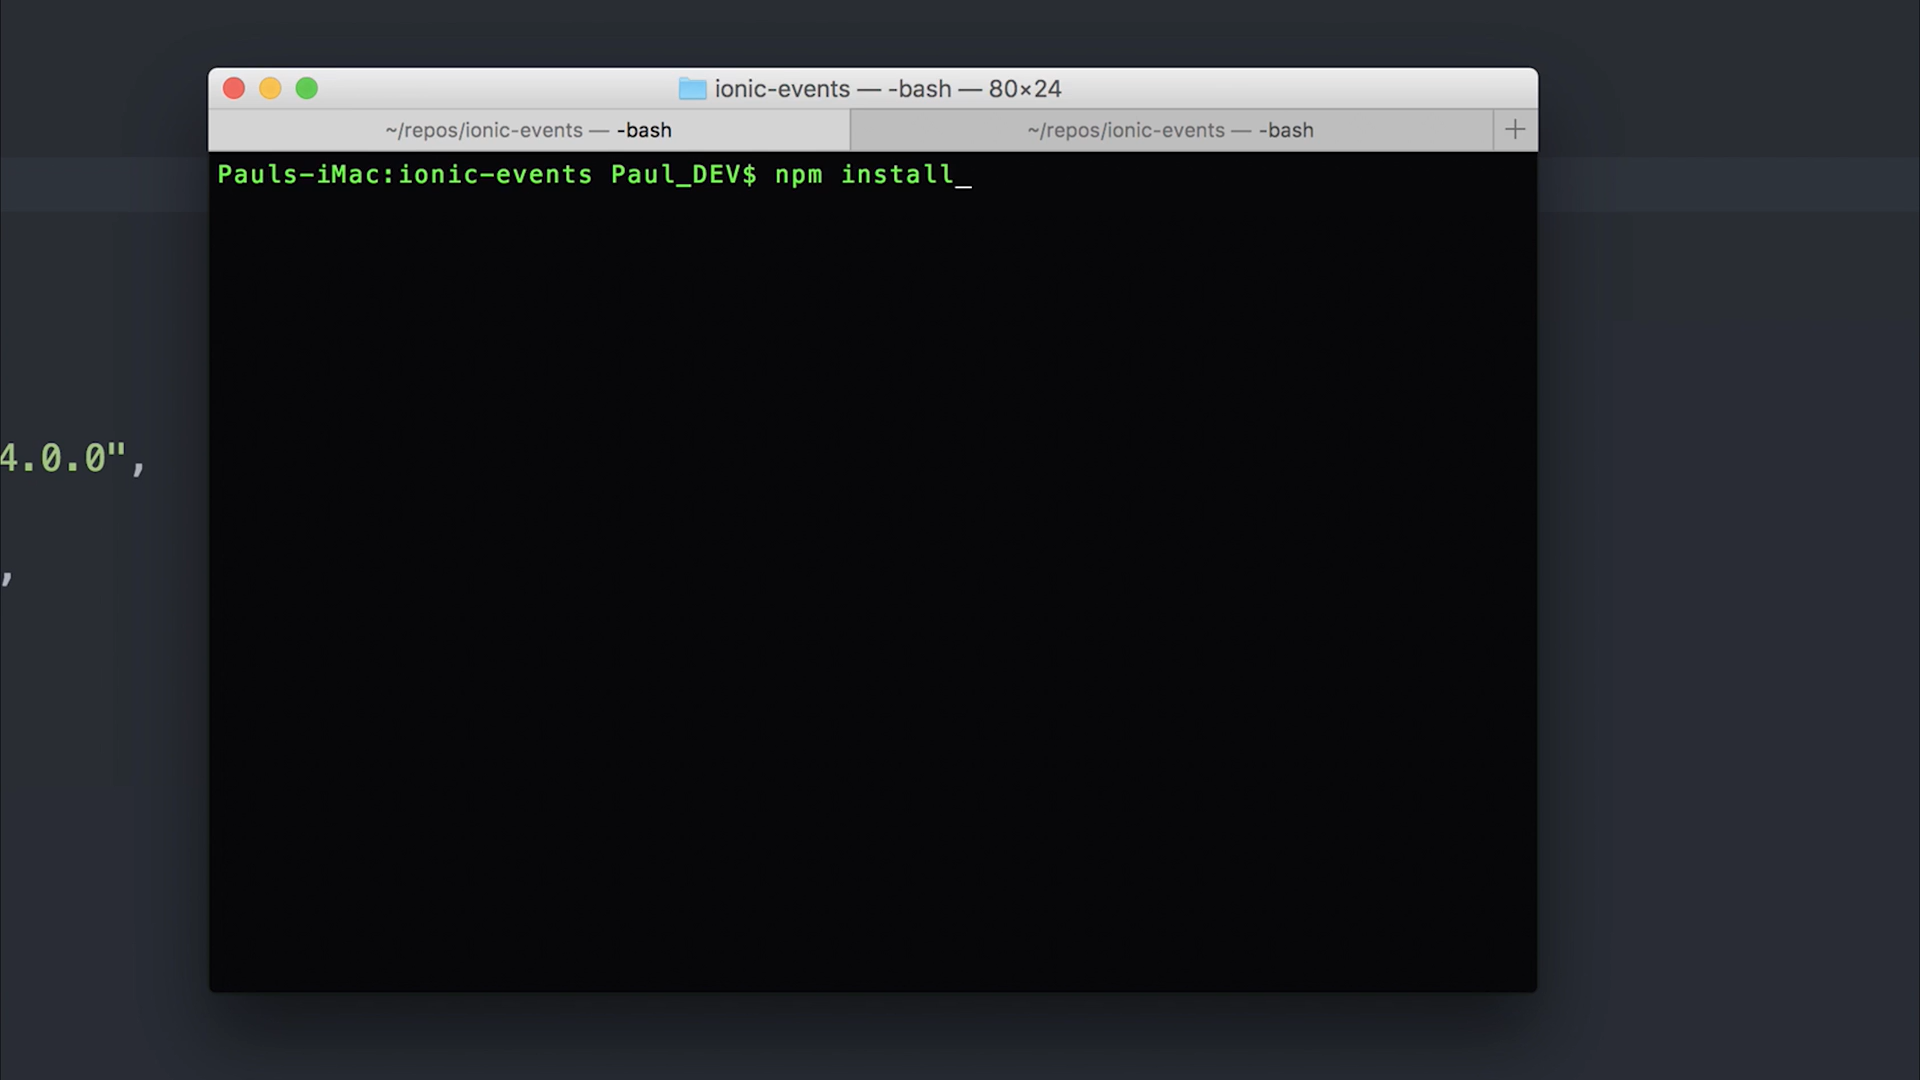 ionic-events — -bash — 80×24
~/repos/ionic-events — -bash
~/repos/ionic-events — -bash
Pauls-iMac:ionic-events Paul_DEV$ npm install_
4.0.0",
,